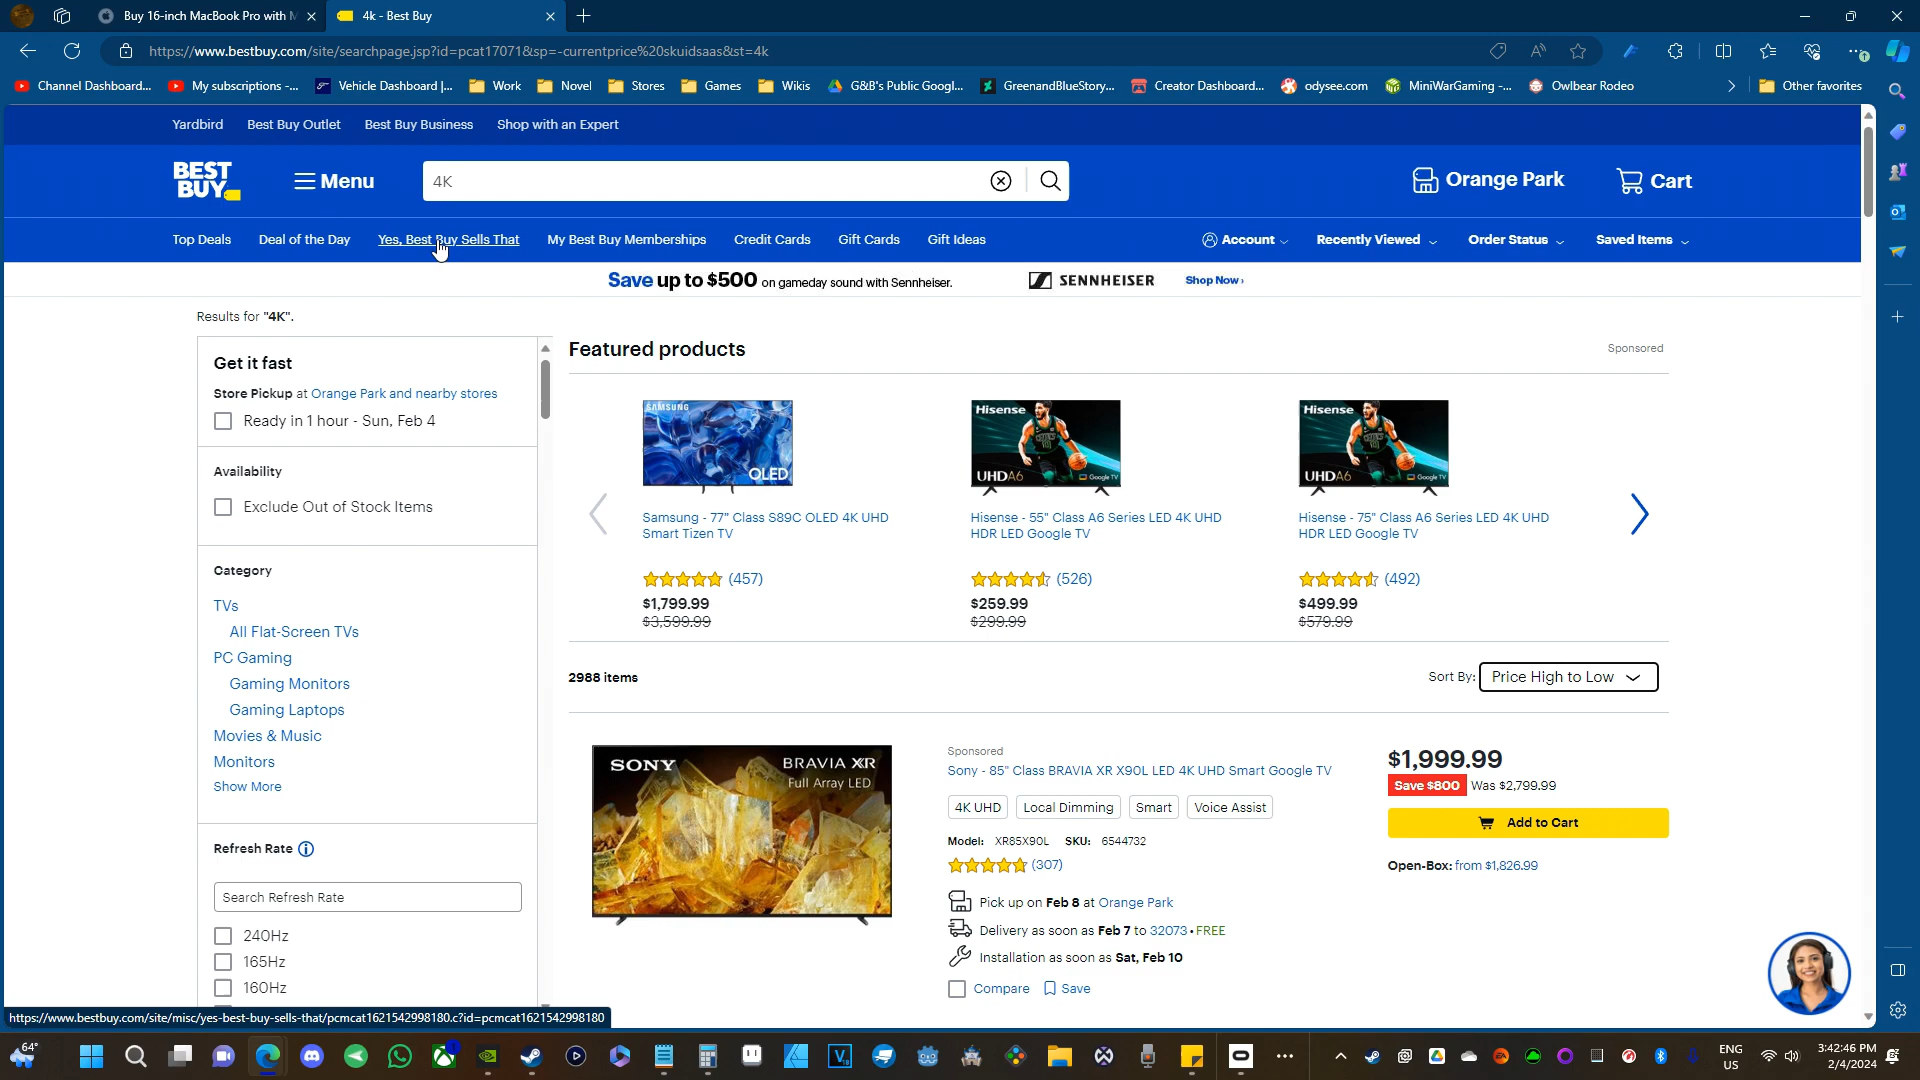 Buy 16-inch MacBook Pro with M
4k - Best Buy
https://www.bestbuy.com/site/searchpage.jsp?id=pcat17071&sp=-currentprice%20skuidsaas&st=4k
Channel Dashboard... My subscriptions -... Vehicle Dashboard |... Work Novel Stores Games Wikis G&B's Public Googl... GreenandBlueStory... Creator Dashboard... odysee.com MiniWarGaming -... Owlbear Rodeo Other favorites
Yardbird Best Buy Outlet Best Buy Business Shop with an Expert
BEST BUY
Menu
4K
Orange Park
Cart
Top Deals Deal of the Day Yes, Best Buy Sells That My Best Buy Memberships Credit Cards Gift Cards Gift Ideas Account Recently Viewed Order Status Saved Items
Save up to $500 on gameday sound with Sennheiser. SENNHEISER Shop Now ›
Results for "4K".
Get it fast
Store Pickup at Orange Park and nearby stores
Ready in 1 hour - Sun, Feb 4
Availability
Exclude Out of Stock Items
Category
TVs
All Flat-Screen TVs
PC Gaming
Gaming Monitors
Gaming Laptops
Movies & Music
Monitors
Show More
Refresh Rate
Search Refresh Rate
240Hz
165Hz
160Hz
Featured products
Sponsored
SAMSUNG
OLED
Samsung - 77" Class S89C OLED 4K UHD
Smart Tizen TV
(457)
$1,799.99
$3,599.99
Hisense
UHDA6 Google TV
Hisense - 55" Class A6 Series LED 4K UHD
HDR LED Google TV
(526)
$259.99
$299.99
Hisense
UHDA6 Google TV
Hisense - 75" Class A6 Series LED 4K UHD
HDR LED Google TV
(492)
$499.99
$579.99
2988 items
Sort By: Price High to Low
SONY BRAVIA XR
Full Array LED
Sponsored
Sony - 85" Class BRAVIA XR X90L LED 4K UHD Smart Google TV
4K UHD Local Dimming Smart Voice Assist
Model: XR85X90L SKU: 6544732
(307)
Pick up on Feb 8 at Orange Park
Delivery as soon as Feb 7 to 32073 • FREE
Installation as soon as Sat, Feb 10
Compare Save
$1,999.99
Save $800 Was $2,799.99
Add to Cart
Open-Box: from $1,826.99
https://www.bestbuy.com/site/misc/yes-best-buy-sells-that/pcmcat1621542998180.c?id=pcmcat1621542998180
64°
ENG
US
3:42:46 PM
2/4/2024